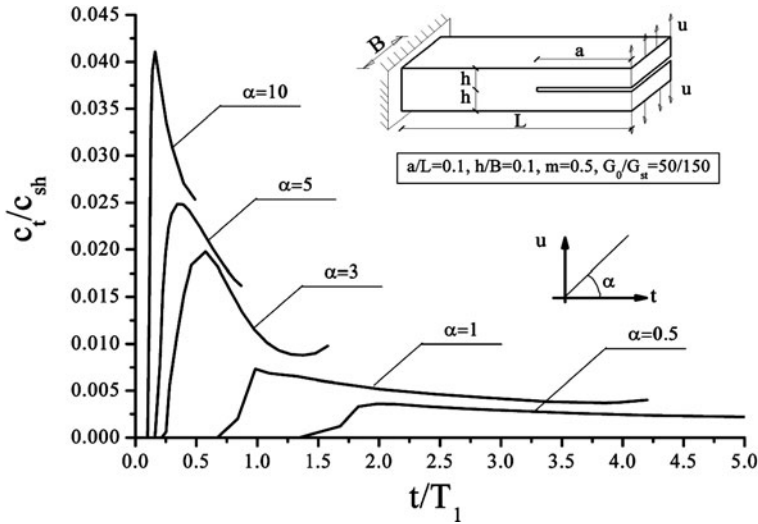 0.045
0.040
0.035
0.030
0.025
0.020
0.015
0.010
0.005
0.000
c_t/c_sh
0.0 0.5 1.0 1.5 2.0 2.5 3.0 3.5 4.0 4.5 5.0
t/T_1
α=10
α=5
α=3
α=1
α=0.5
B
a
u
h
h
u
L
a/L=0.1, h/B=0.1, m=0.5, G_0/G_st=50/150
u
α
t